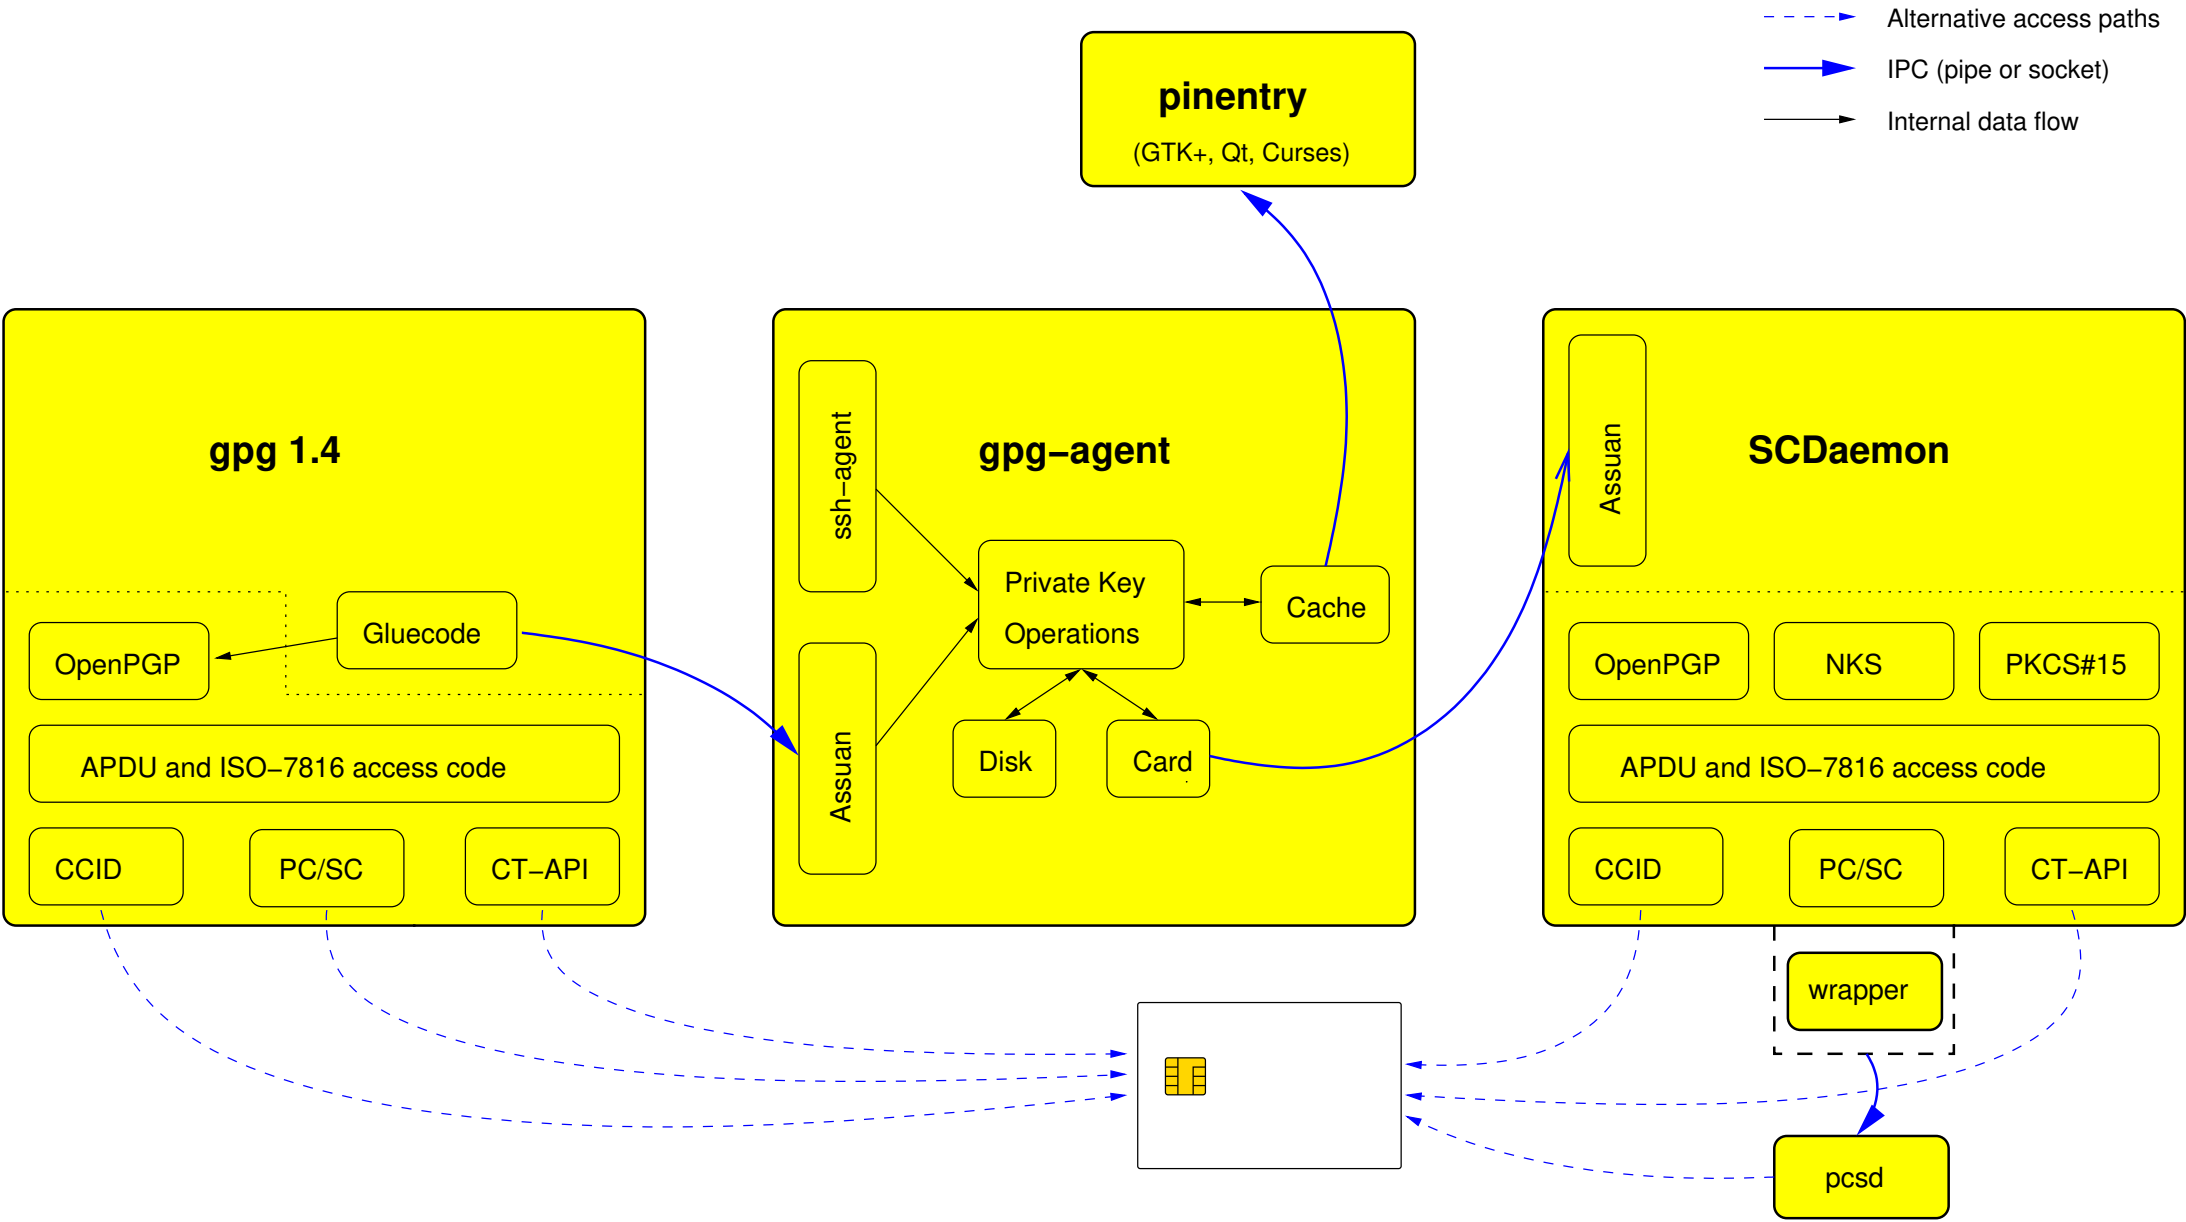 Alternative access paths
IPC (pipe or socket)
Internal data flow
pinentry
(GTK+, Qt, Curses)
gpg 1.4
Gluecode
OpenPGP
APDU and ISO−7816 access code
CCID
PC/SC
CT−API
gpg−agent
ssh−agent
Assuan
Private Key
Operations
Cache
Disk
Card
SCDaemon
Assuan
OpenPGP
NKS
PKCS#15
APDU and ISO−7816 access code
CCID
PC/SC
CT−API
wrapper
pcsd